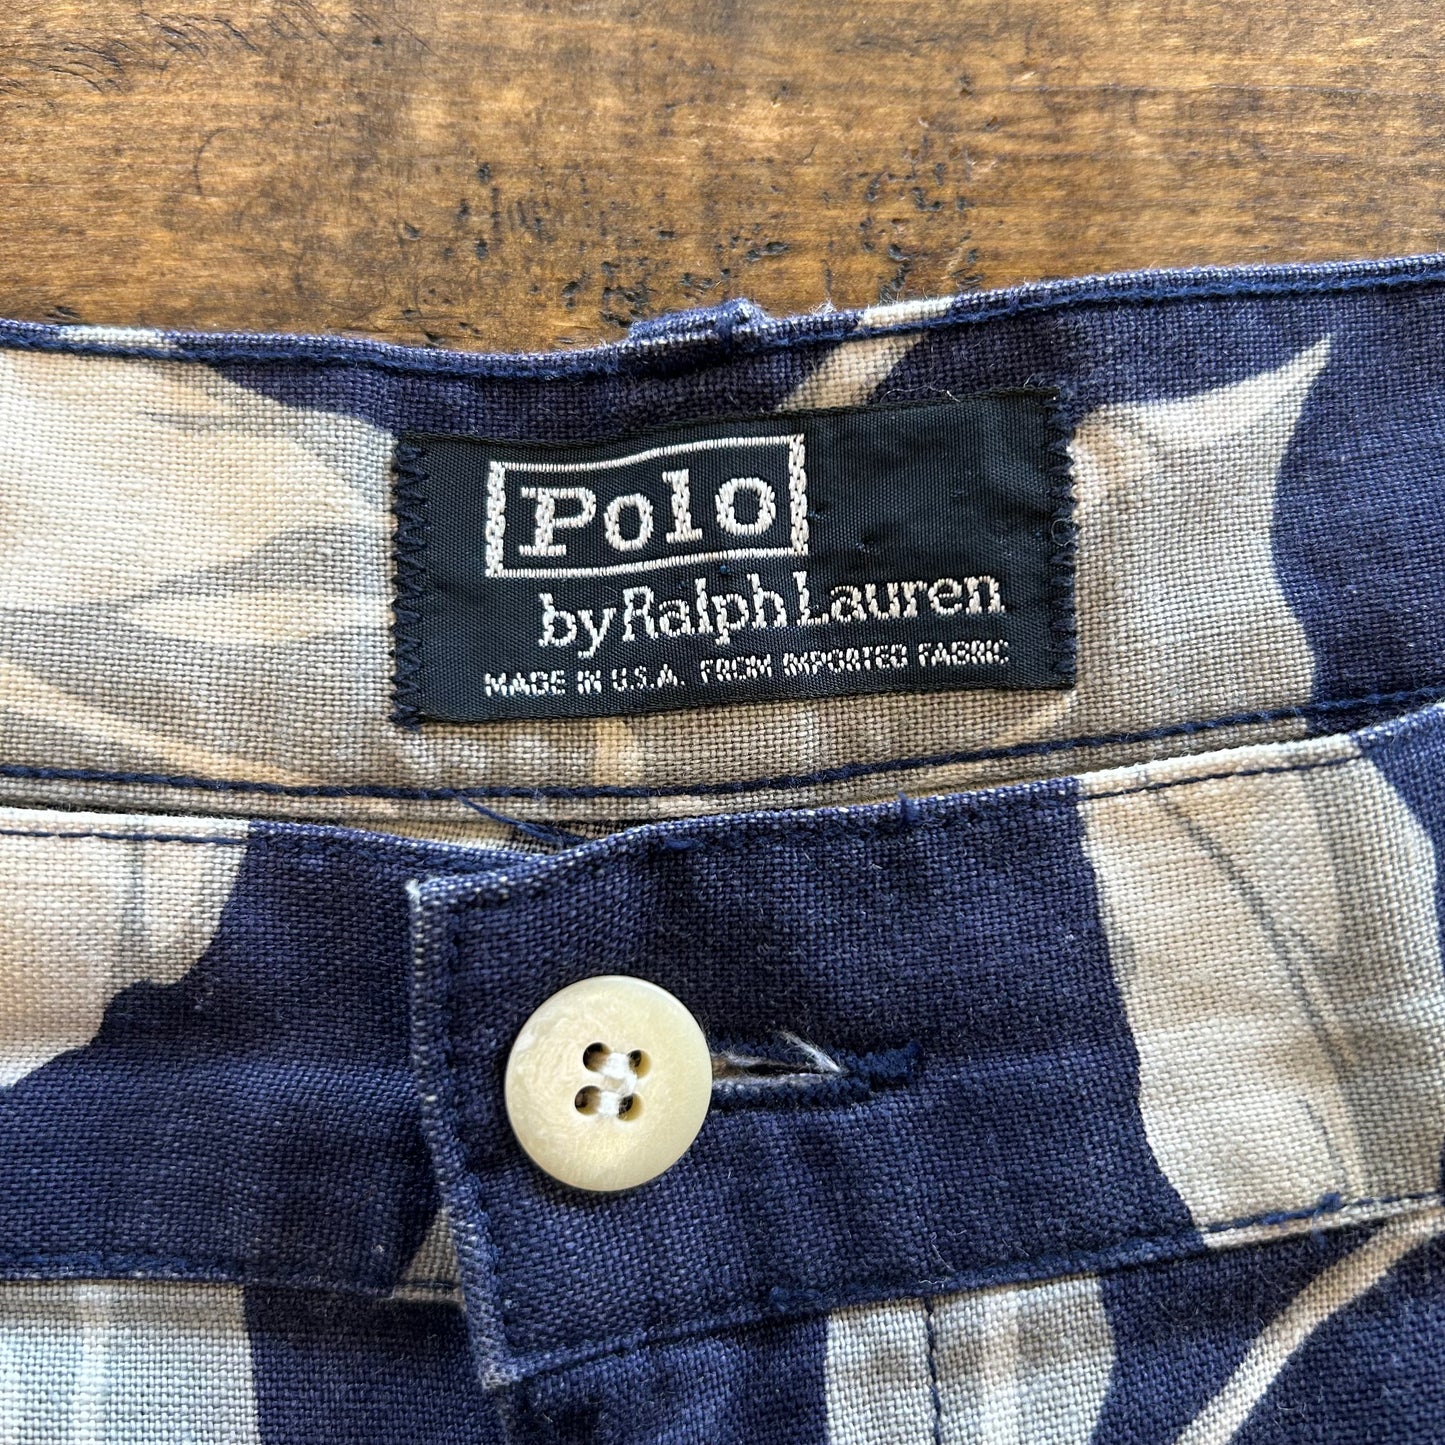 Polo
by Ralph Lauren
MADE IN U.S.A. FROM IMPORTED FABRIC